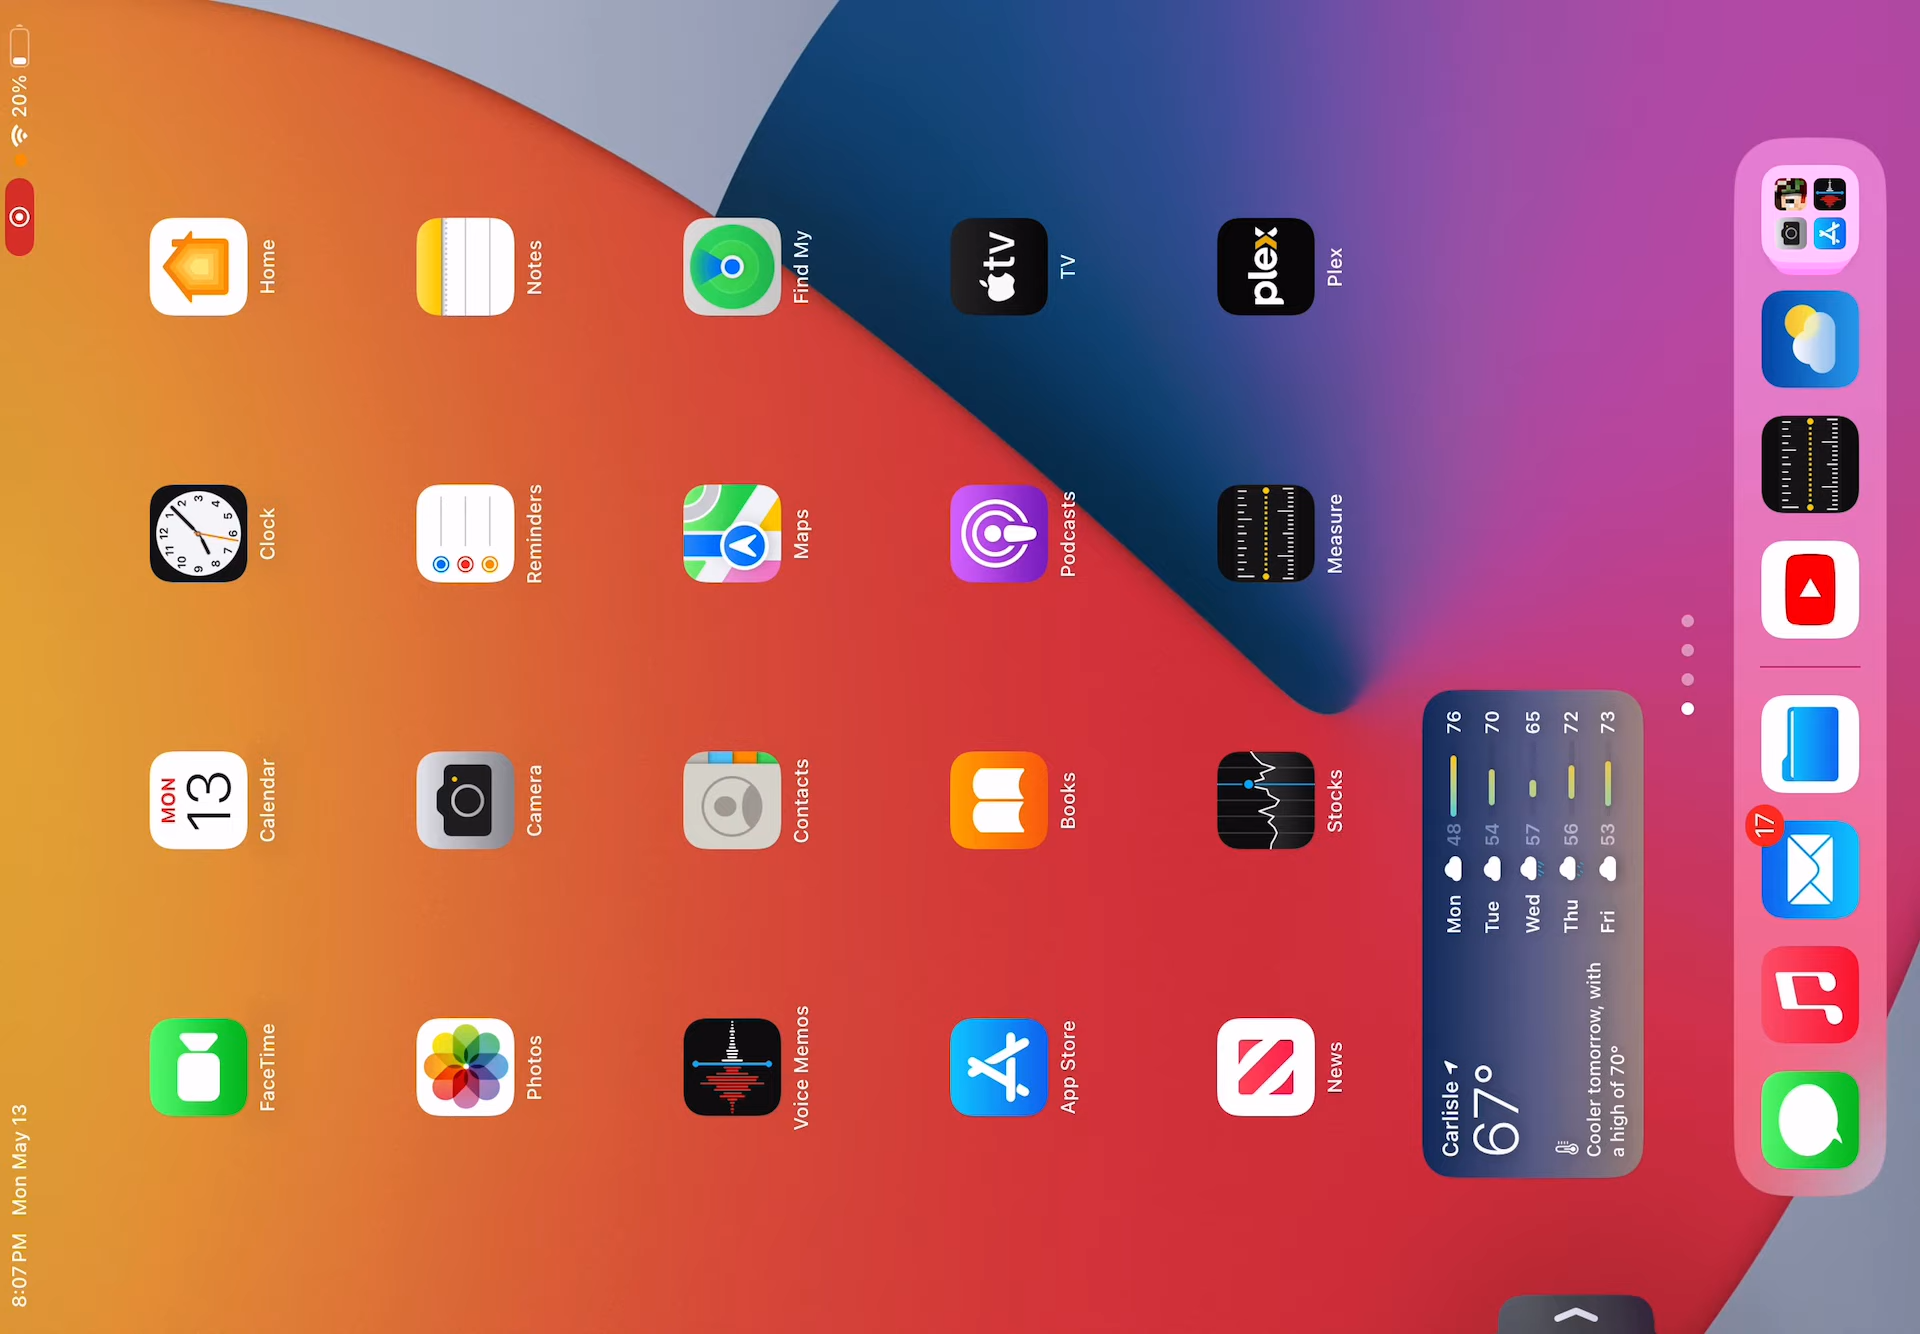 8:07 PM Mon May 13
20%
MON
13
FaceTime
Calendar
Clock
Home
Photos
Camera
Reminders
Notes
Voice Memos
Contacts
Maps
Find My
tv
App Store
Books
Podcasts
TV
plex
News
Stocks
Measure
Plex
Carlisle
67°
Cooler tomorrow, with
a high of 70°
Mon 48 76
Tue 54 70
Wed 57 65
Thu 56 72
Fri 53 73
17